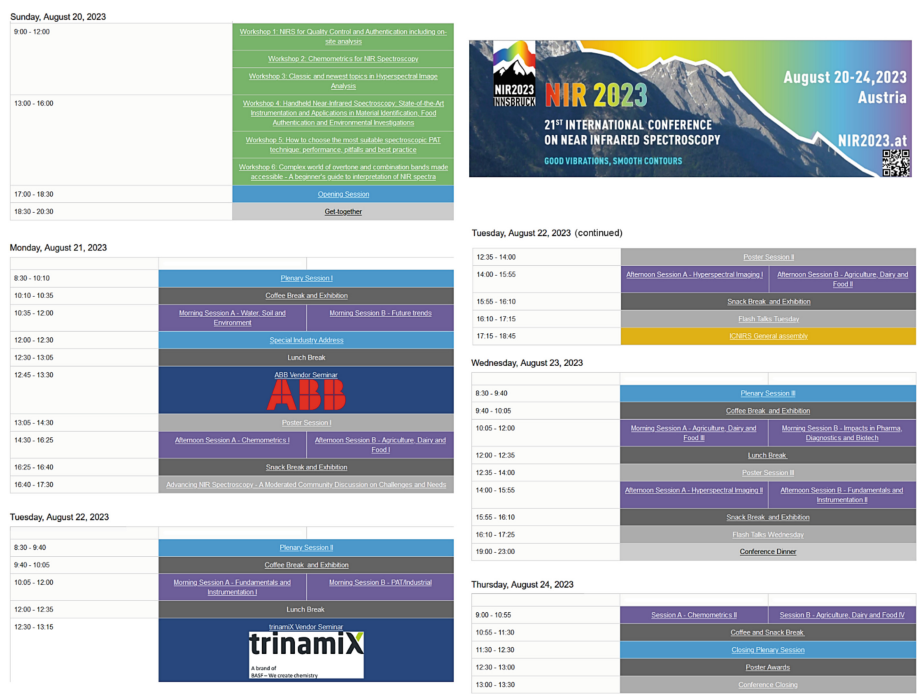 Sunday, August 20, 2023
9:00 - 12:00
Workshop 1: NIRS for Quality Control and Authentication including on-
site analysis
Workshop 2: Chemometrics for NIR Spectroscopy
Workshop 3: Classic and newest topics in Hyperspectral Image
Analysis
13:00 - 16:00
Workshop 4: Handheld Near-Infrared Spectroscopy: State-of-the-Art
Instrumentation and Applications in Material Identification, Food
Authentication and Environmental Investigations
Workshop 5: How to choose the most suitable spectroscopic PAT
technique: performance, pitfalls and best practice
Workshop 6: Complex world of overtone and combination bands made
accessible - A beginner's guide to interpretation of NIR spectra
17:00 - 18:30
Opening Session
18:30 - 20:30
Get-together
Monday, August 21, 2023
8:30 - 10:10
Plenary Session I
10:10 - 10:35
Coffee Break and Exhibition
10:35 - 12:00
Morning Session A - Water, Soil and
Environment
Morning Session B - Future trends
12:00 - 12:30
Special Industry Address
12:30 - 13:05
Lunch Break
12:45 - 13:30
ABB Vendor Seminar
ABB
13:05 - 14:30
Poster Session I
14:30 - 16:25
Afternoon Session A - Chemometrics I
Afternoon Session B - Agriculture, Dairy and
Food I
16:25 - 16:40
Snack Break and Exhibition
16:40 - 17:30
Advancing NIR Spectroscopy - A Moderated Community Discussion on Challenges and Needs
Tuesday, August 22, 2023
8:30 - 9:40
Plenary Session II
9:40 - 10:05
Coffee Break and Exhibition
10:05 - 12:00
Morning Session A - Fundamentals and
Instrumentation I
Morning Session B - PAT/Industrial
12:00 - 12:35
Lunch Break
12:30 - 13:15
trinamiX Vendor Seminar
trinamiX
A brand of
BASF – We create chemistry
NIR2023
INNSBRUCK
NIR 2023
21ST INTERNATIONAL CONFERENCE
ON NEAR INFRARED SPECTROSCOPY
GOOD VIBRATIONS, SMOOTH CONTOURS
August 20-24,2023
Austria
NIR2023.at
Tuesday, August 22, 2023 (continued)
12:35 - 14:00
Poster Session II
14:00 - 15:55
Afternoon Session A - Hyperspectral Imaging I
Afternoon Session B - Agriculture, Dairy and
Food II
15:55 - 16:10
Snack Break and Exhibition
16:10 - 17:15
Flash Talks Tuesday
17:15 - 18:45
ICNIRS General assembly
Wednesday, August 23, 2023
8:30 - 9:40
Plenary Session III
9:40 - 10:05
Coffee Break and Exhibition
10:05 - 12:00
Morning Session A - Agriculture, Dairy and
Food III
Morning Session B - Impacts in Pharma,
Diagnostics and Biotech
12:00 - 12:35
Lunch Break
12:35 - 14:00
Poster Session III
14:00 - 15:55
Afternoon Session A - Hyperspectral Imaging II
Afternoon Session B - Fundamentals and
Instrumentation II
15:55 - 16:10
Snack Break and Exhibition
16:10 - 17:25
Flash Talks Wednesday
19:00 - 23:00
Conference Dinner
Thursday, August 24, 2023
9:00 - 10:55
Session A - Chemometrics II
Session B - Agriculture, Dairy and Food IV
10:55 - 11:30
Coffee and Snack Break
11:30 - 12:30
Closing Plenary Session
12:30 - 13:00
Poster Awards
13:00 - 13:30
Conference Closing